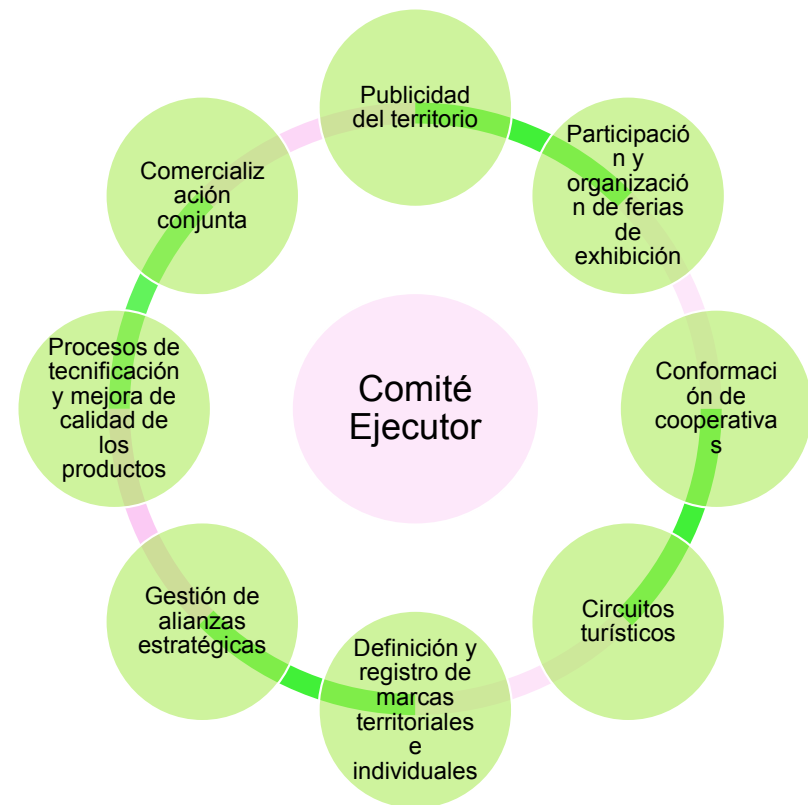 Publicidad
del territorio
Participació
n y
organizació
n de ferias
de
exhibición
Conformaci
ón de
cooperativa
s
Circuitos
turísticos
Definición y
registro de
marcas
territoriales
e
individuales
Gestión de
alianzas
estratégicas
Procesos de
tecnificación
y mejora de
calidad de
los
productos
Comercializ
ación
conjunta
Comité
Ejecutor